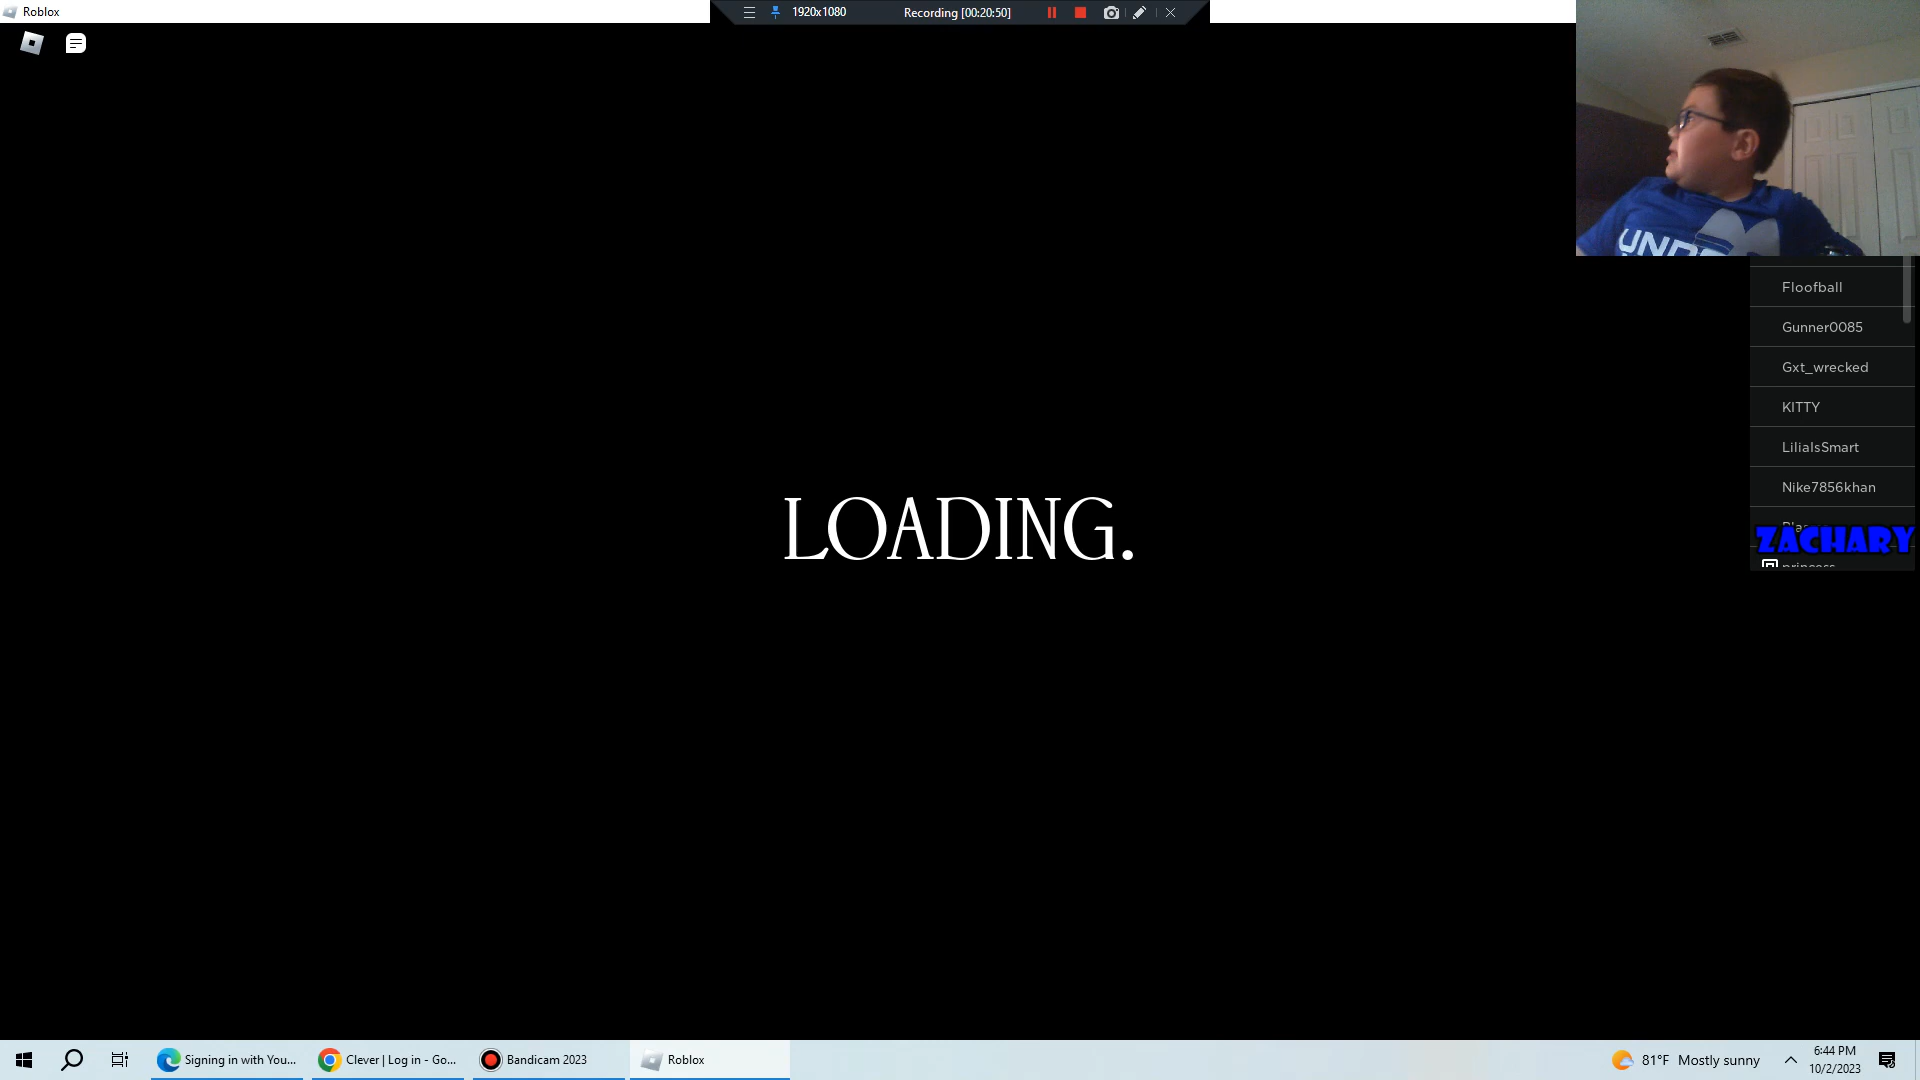 Roblox
1920x1080
Recording [00:20:50]
Floofball
Gunner0085
Gxt_wrecked
KITTY
LilialsSmart
Nike7856khan
ZACHARY
LOADING.
Signing in with You...
Clever | Log in - Go...
Bandicam 2023
Roblox
81°F Mostly sunny
6:44 PM
10/2/2023